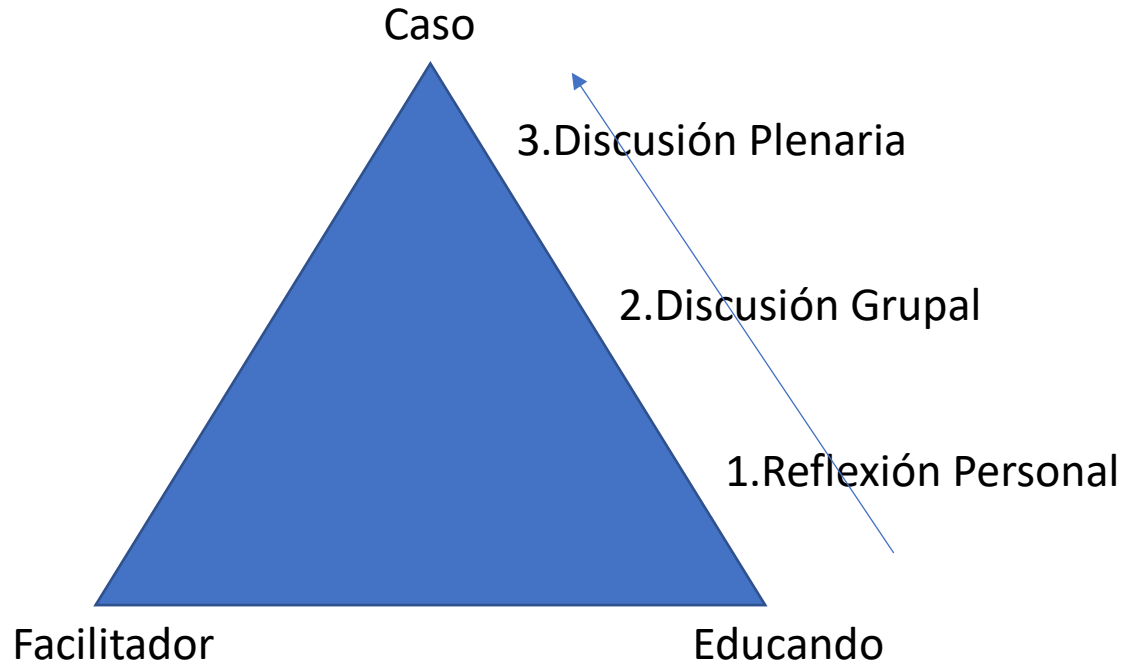 Caso
3.Discusión Plenaria
2.Discusión Grupal
1.Reflexión Personal
Facilitador
Educando